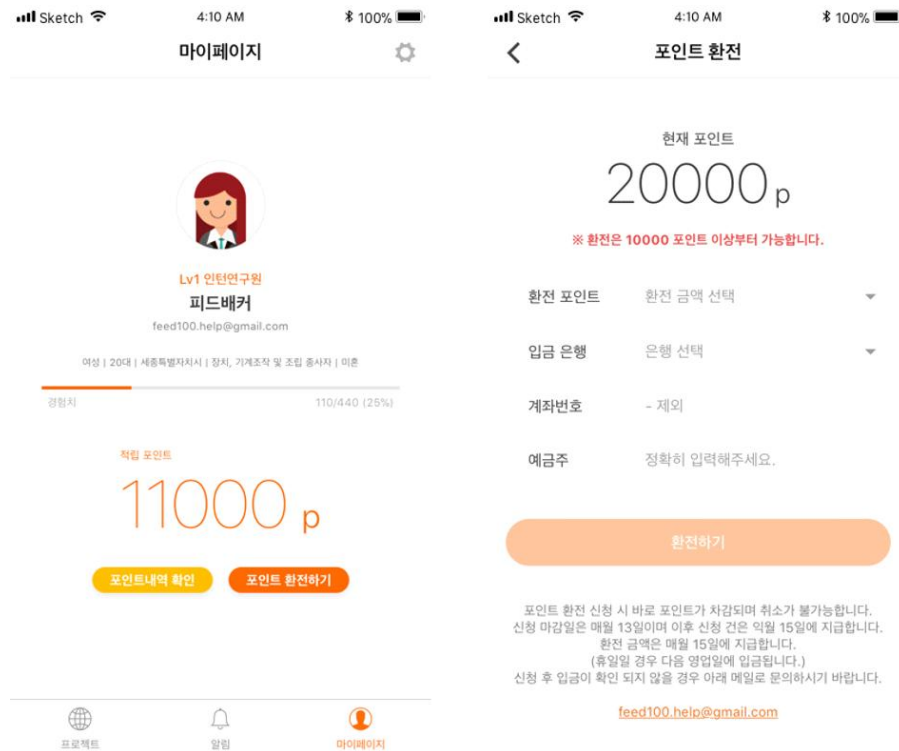 Sketch 4:10 AM 100%
마이페이지
Lv1 인턴연구원
피드배커
feed100.help@gmail.com
여성 | 20대 | 세종특별자치시 | 장치, 기계조작 및 조립 종사자 | 미혼
경험치 110/440 (25%)
적립 포인트
11000 p
포인트내역 확인 포인트 환전하기
프로젝트 알림 마이페이지
Sketch 4:10 AM 100%
포인트 환전
현재 포인트
20000 p
※ 환전은 10000 포인트 이상부터 가능합니다.
환전 포인트 환전 금액 선택
입금 은행 은행 선택
계좌번호 - 제외
예금주 정확히 입력해주세요.
환전하기
포인트 환전 신청 시 바로 포인트가 차감되며 취소가 불가능합니다.
신청 마감일은 매월 13일이며 이후 신청 건은 익월 15일에 지급합니다.
환전 금액은 매월 15일에 지급합니다.
(휴일일 경우 다음 영업일에 입금됩니다.)
신청 후 입금이 확인 되지 않을 경우 아래 메일로 문의하시기 바랍니다.
feed100.help@gmail.com